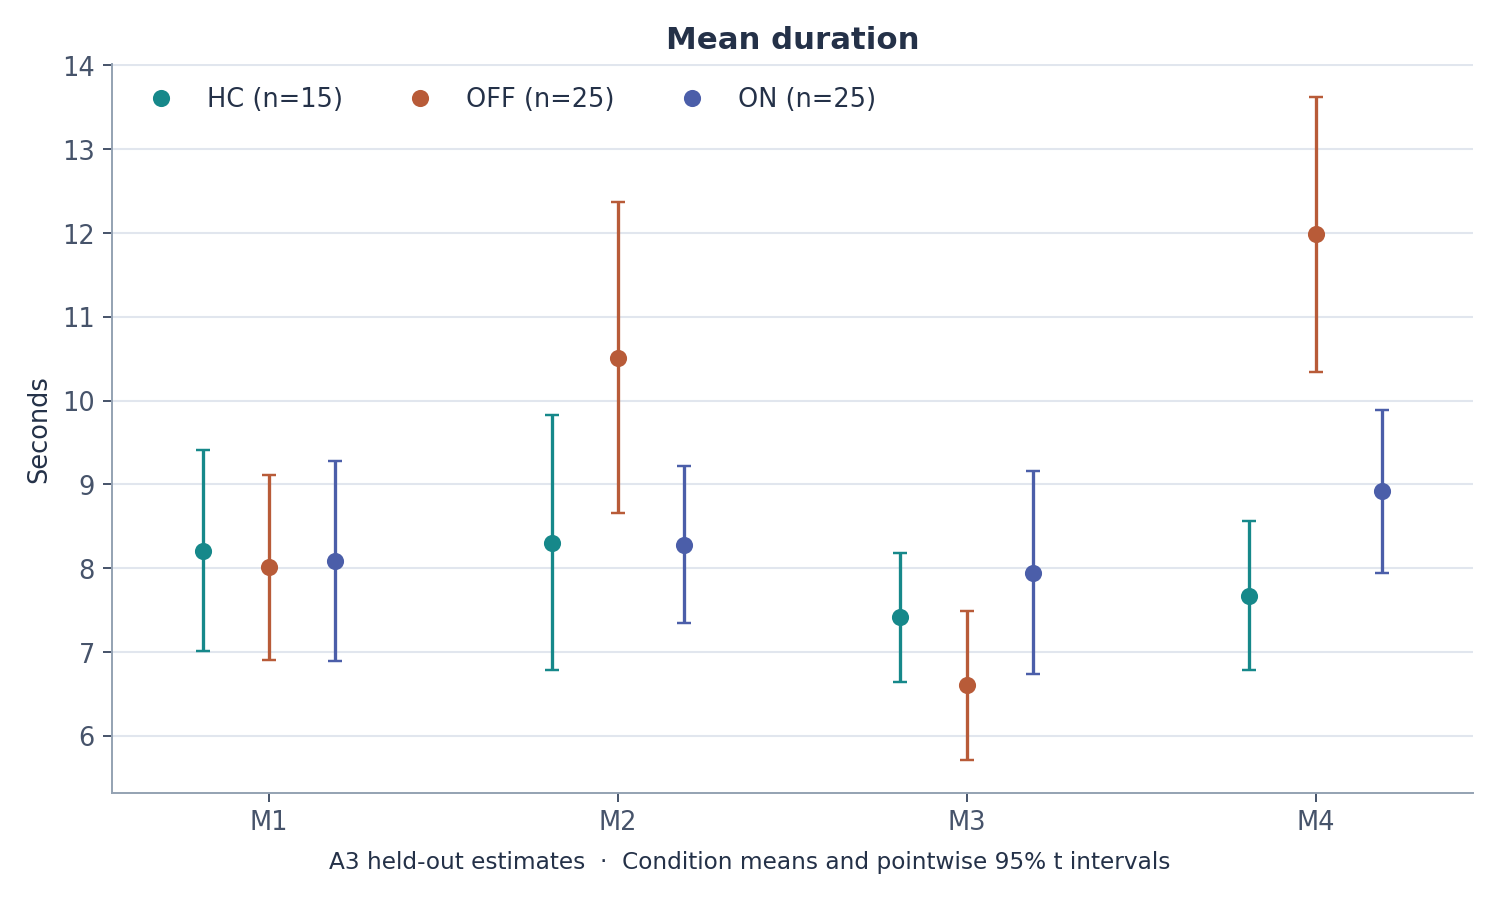 Mean duration
HC (n=15) OFF (n=25) ON (n=25)
Seconds
14
13
12
11
10
9
8
7
6
M1 M2 M3 M4
A3 held-out estimates · Condition means and pointwise 95% t intervals